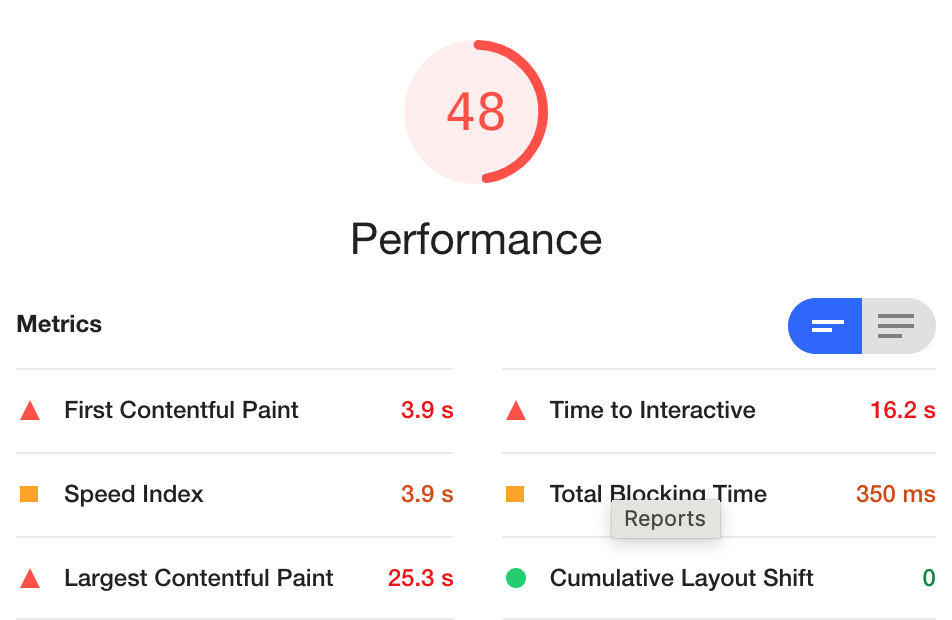 48
Performance
Metrics
First Contentful Paint 3.9 s
Time to Interactive 16.2 s
Speed Index 3.9 s
Total Blocking Time 350 ms
Reports
Largest Contentful Paint 25.3 s
Cumulative Layout Shift 0